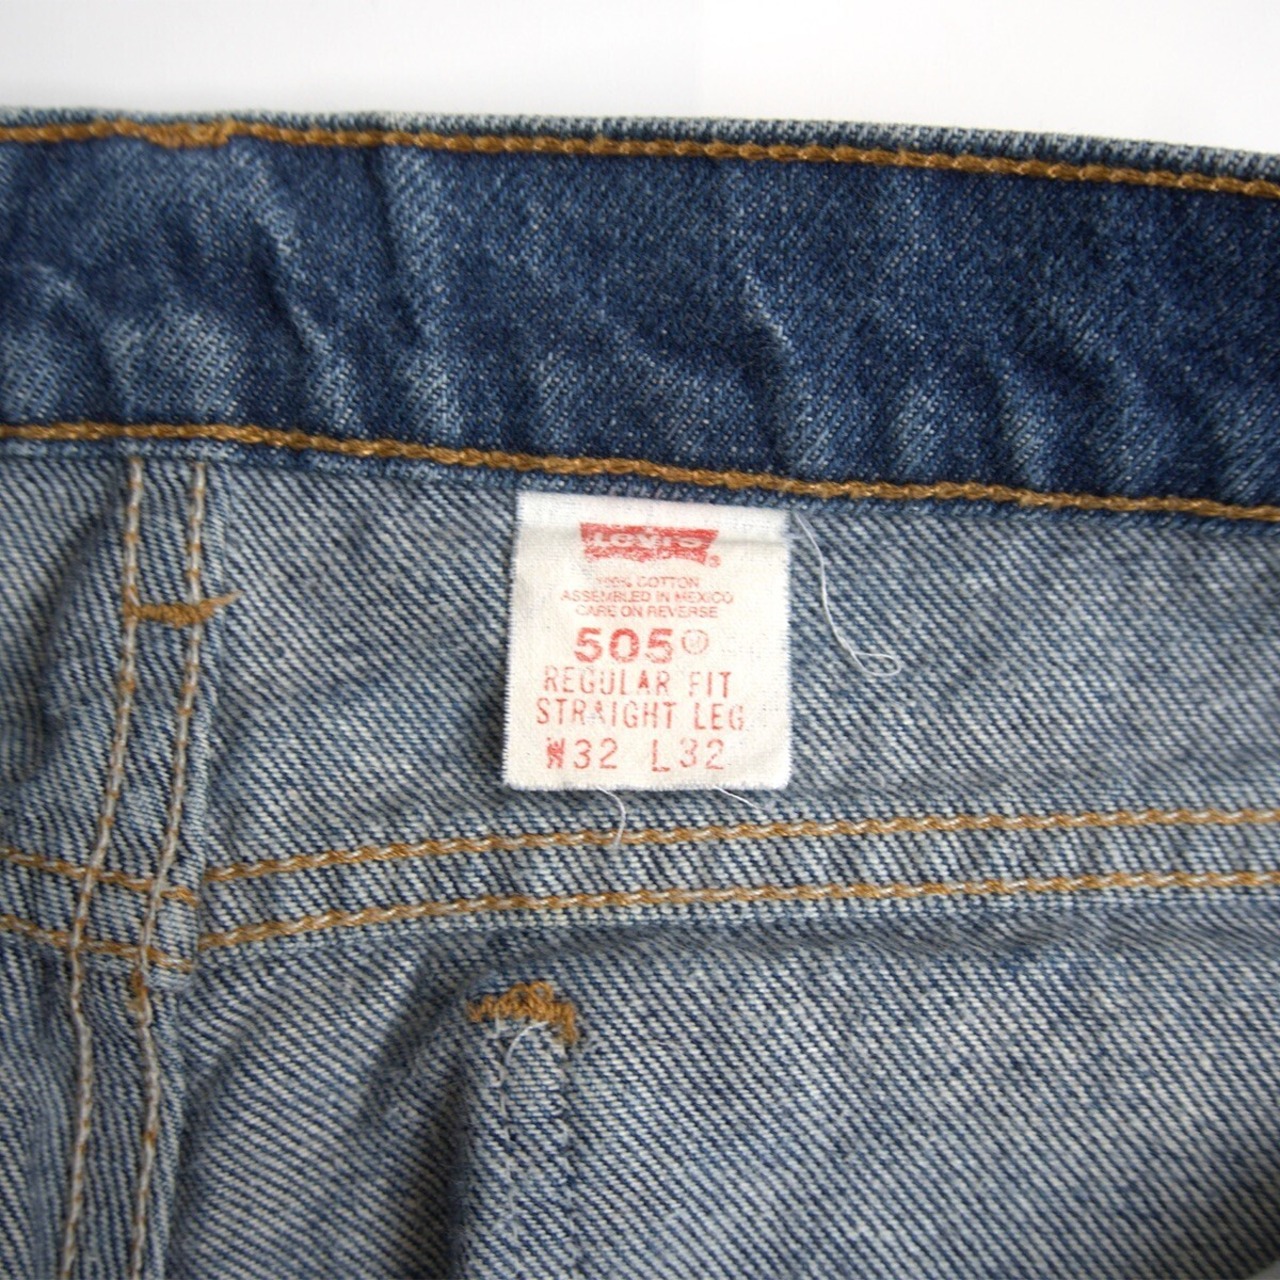 LEVI'S
100% COTTON
ASSEMBLED IN MEXICO
CARE ON REVERSE
505
REGULAR FIT
STRAIGHT LEG
W32 L32